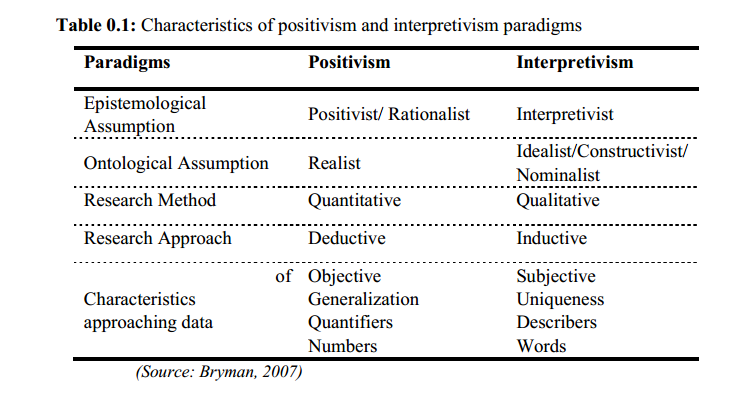 Table 0.1: Characteristics of positivism and interpretivism paradigms
Paradigms Positivism Interpretivism
Epistemological Assumption Positivist/ Rationalist Interpretivist
Ontological Assumption Realist Idealist/Constructivist/ Nominalist
Research Method Quantitative Qualitative
Research Approach Deductive Inductive
Characteristics of approaching data Objective Subjective
Generalization Uniqueness
Quantifiers Describers
Numbers Words
(Source: Bryman, 2007)